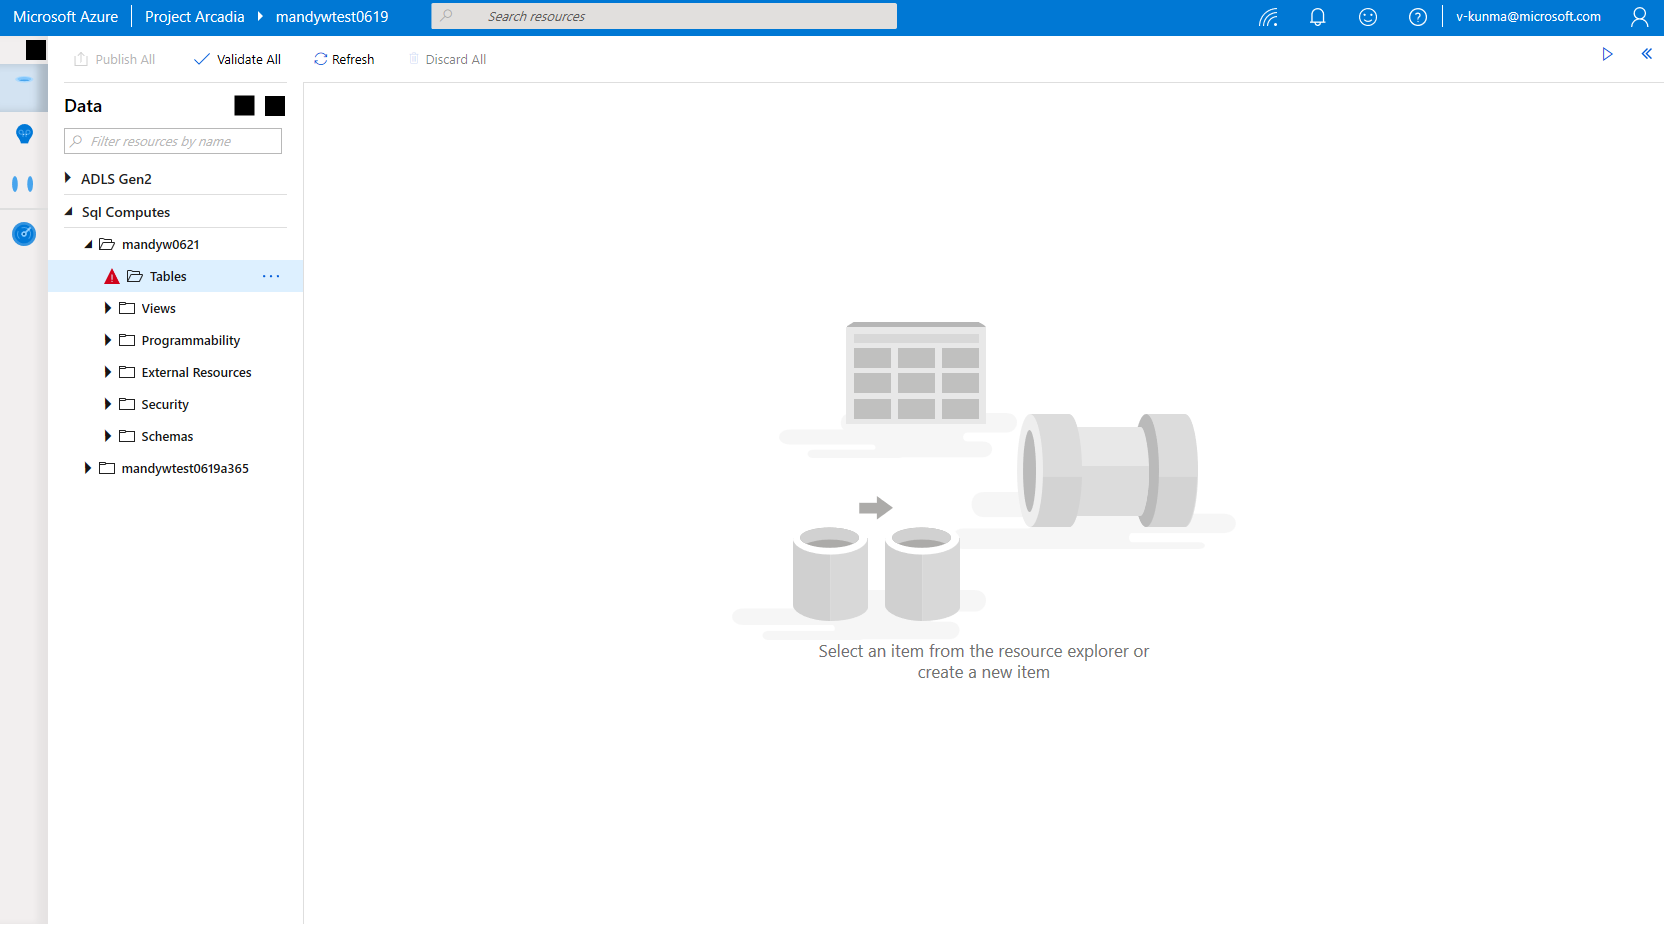 Microsoft Azure Project Arcadia mandywtest0619 Search resources v-kunma@microsoft.com
Publish All Validate All Refresh Discard All
Data
Filter resources by name
ADLS Gen2
Sql Computes
mandyw0621
Tables ...
Views
Programmability
External Resources
Security
Schemas
mandywtest0619a365
Select an item from the resource explorer or
create a new item